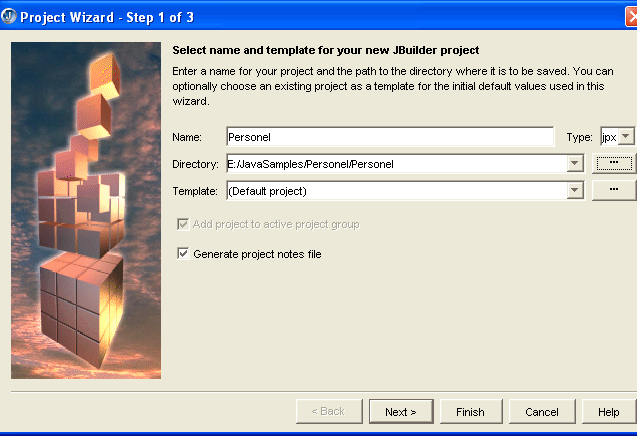 Project Wizard - Step 1 of 3
Select name and template for your new JBuilder project
Enter a name for your project and the path to the directory where it is to be saved. You can
optionally choose an existing project as a template for the initial default values used in this
wizard.
Name: Personel Type: jpx
Directory: E:/JavaSamples/Personel/Personel ...
Template: (Default project) ...
Add project to active project group
Generate project notes file
< Back Next > Finish Cancel Help